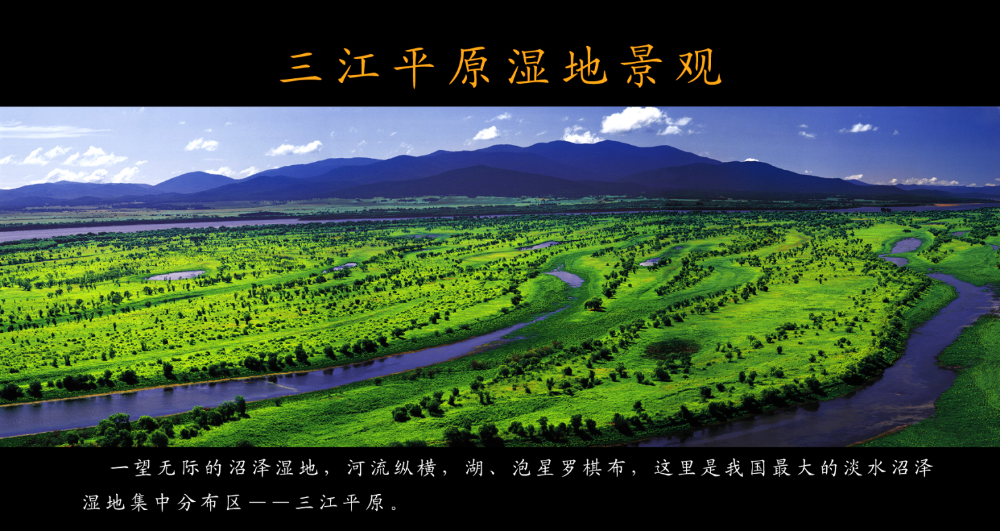 三江平原湿地景观
一望无际的沼泽湿地，河流纵横，湖、泡星罗棋布，这里是我国最大的淡水沼泽
湿地集中分布区——三江平原。